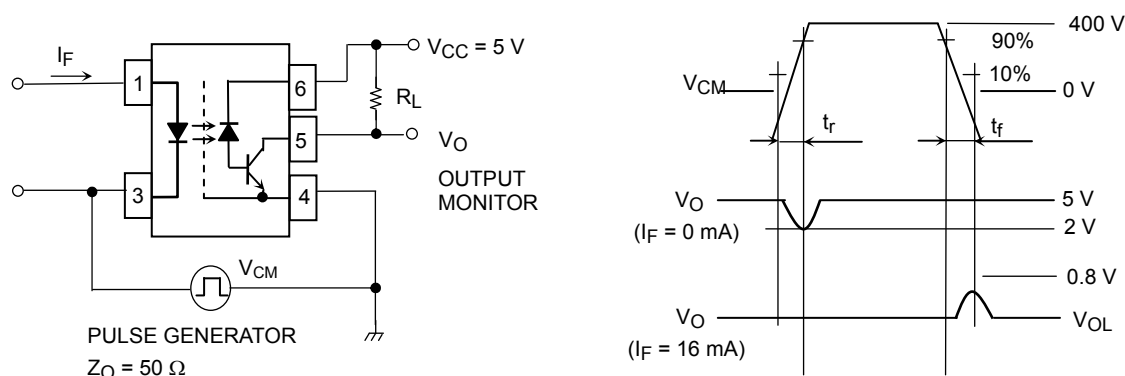 I_F
1
3
6
5
4
V_CC = 5 V
R_L
V_O
OUTPUT
MONITOR
V_CM
PULSE GENERATOR
Z_O = 50 Ω
400 V
90%
10%
V_CM
0 V
t_r
t_f
V_O
5 V
(I_F = 0 mA)
2 V
0.8 V
V_O
V_OL
(I_F = 16 mA)